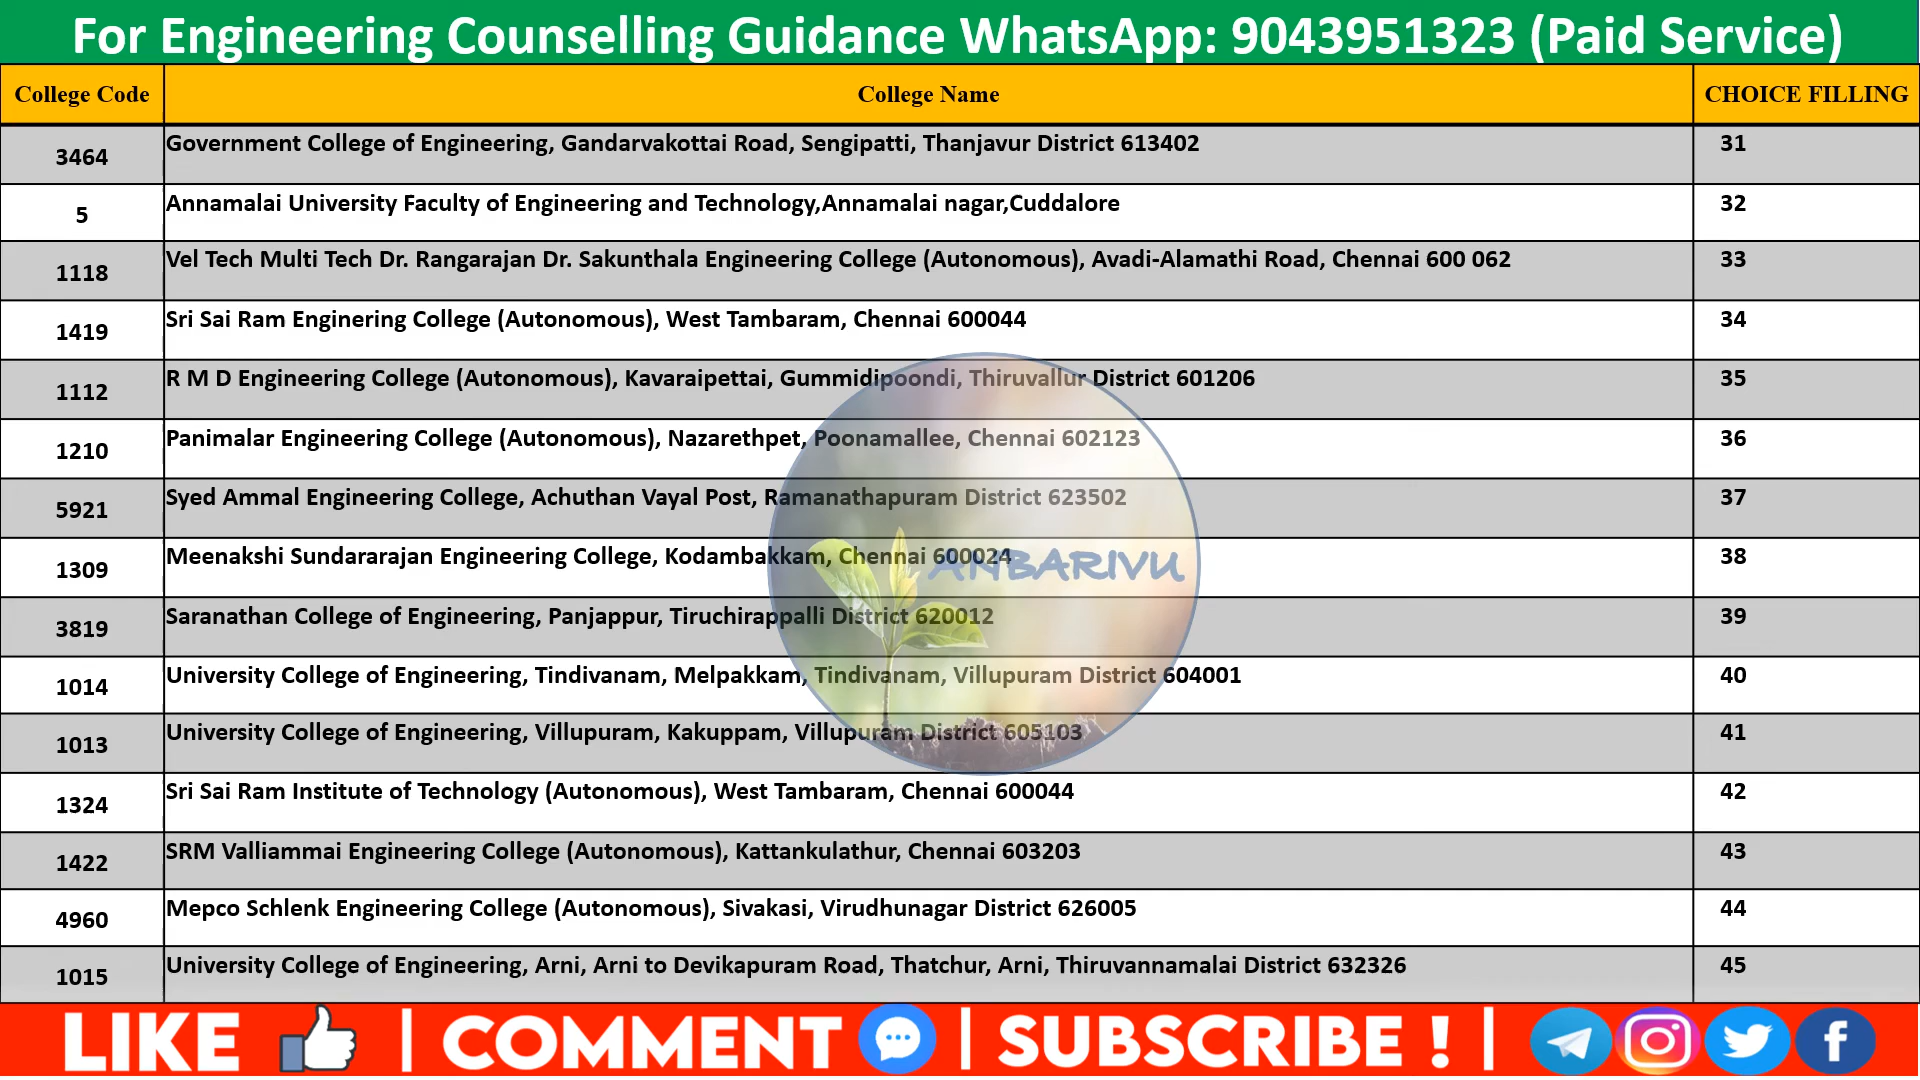 For Engineering Counselling Guidance WhatsApp: 9043951323 (Paid Service)
College Code College Name CHOICE FILLING
3464 Government College of Engineering, Gandarvakottai Road, Sengipatti, Thanjavur District 613402 31
5 Annamalai University Faculty of Engineering and Technology,Annamalai nagar,Cuddalore 32
1118 Vel Tech Multi Tech Dr. Rangarajan Dr. Sakunthala Engineering College (Autonomous), Avadi-Alamathi Road, Chennai 600 062 33
1419 Sri Sai Ram Enginering College (Autonomous), West Tambaram, Chennai 600044 34
1112 R M D Engineering College (Autonomous), Kavaraipettai, Gummidipoondi, Thiruvallur District 601206 35
1210 Panimalar Engineering College (Autonomous), Nazarethpet, Poonamallee, Chennai 602123 36
5921 Syed Ammal Engineering College, Achuthan Vayal Post, Ramanathapuram District 623502 37
1309 Meenakshi Sundararajan Engineering College, Kodambakkam, Chennai 600024 38
ANBARIVU
3819 Saranathan College of Engineering, Panjappur, Tiruchirappalli District 620012 39
1014 University College of Engineering, Tindivanam, Melpakkam, Tindivanam, Villupuram District 604001 40
1013 University College of Engineering, Villupuram, Kakuppam, Villupuram District 605103 41
1324 Sri Sai Ram Institute of Technology (Autonomous), West Tambaram, Chennai 600044 42
1422 SRM Valliammai Engineering College (Autonomous), Kattankulathur, Chennai 603203 43
4960 Mepco Schlenk Engineering College (Autonomous), Sivakasi, Virudhunagar District 626005 44
1015 University College of Engineering, Arni, Arni to Devikapuram Road, Thatchur, Arni, Thiruvannamalai District 632326 45
LIKE | COMMENT | SUBSCRIBE ! |